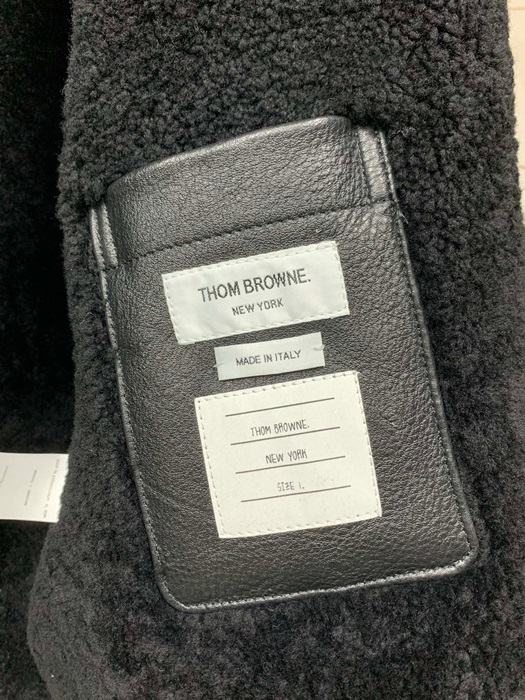 THOM BROWNE.
NEW YORK
MADE IN ITALY
THOM BROWNE.
NEW YORK
SIZE 1.